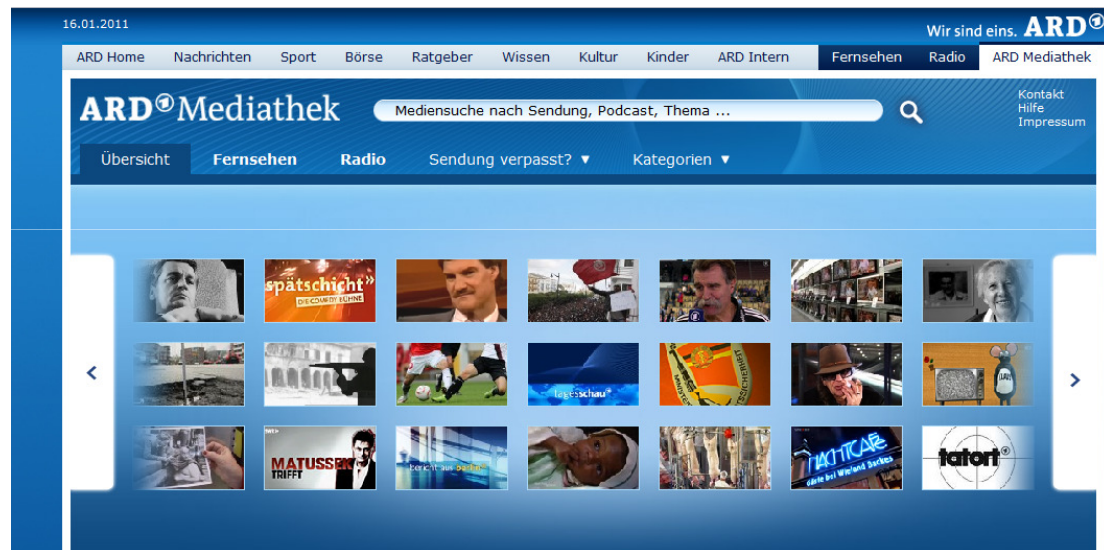 16.01.2011
Wir sind eins. ARD
ARD Home Nachrichten Sport Börse Ratgeber Wissen Kultur Kinder ARD Intern Fernsehen Radio ARD Mediathek
ARD Mediathek
Mediensuche nach Sendung, Podcast, Thema ...
Kontakt
Hilfe
Impressum
Übersicht Fernsehen Radio Sendung verpasst? ▼ Kategorien ▼
spätschicht»
DIE COMEDY BÜHNE
tagesschau
MATUSSEK
TRIFFT
bericht aus berlin
NACHTCAFÉ
Gäste bei Wieland Backes
tatort